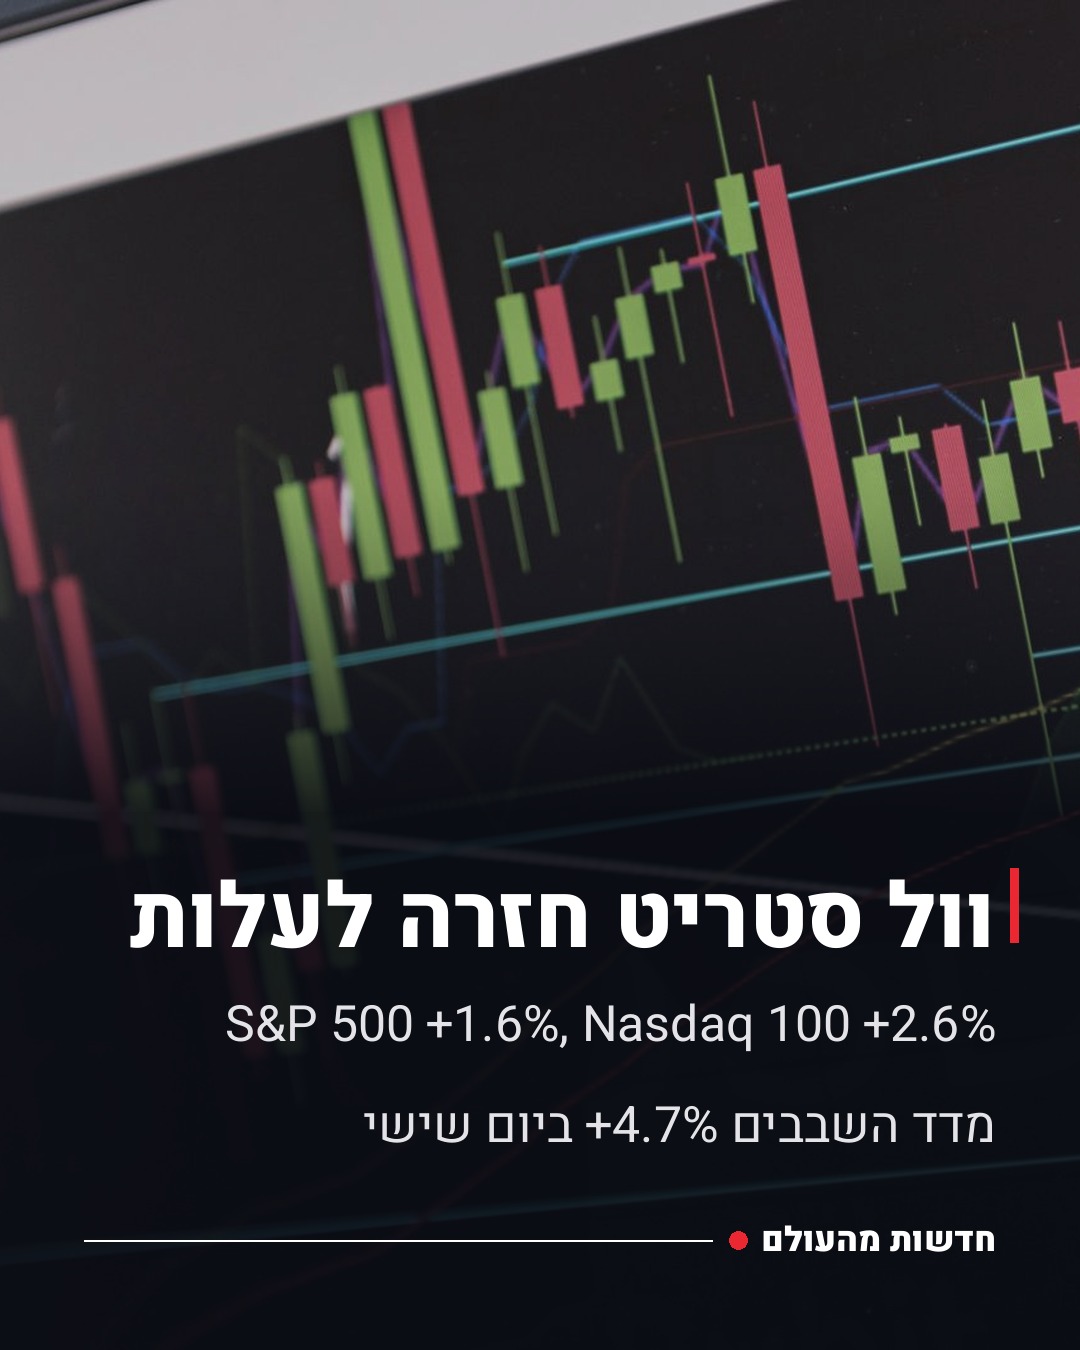 וול סטריט חזרה לעלות
S&P 500 +1.6%, Nasdaq 100 +2.6%
מדד השבבים +4.7% ביום שישי
חדשות מהעולם